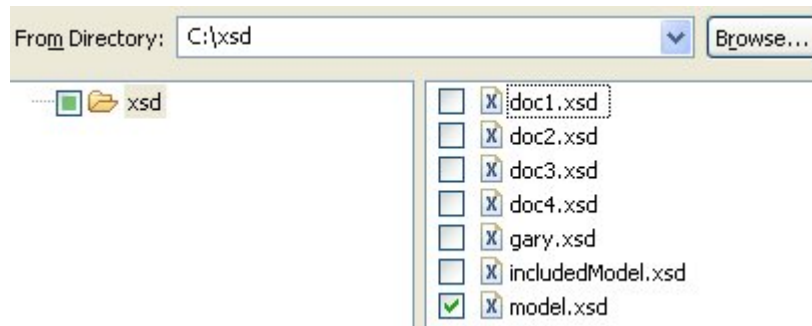 From Directory: C:\xsd Browse...
xsd
doc1.xsd
doc2.xsd
doc3.xsd
doc4.xsd
gary.xsd
includedModel.xsd
model.xsd